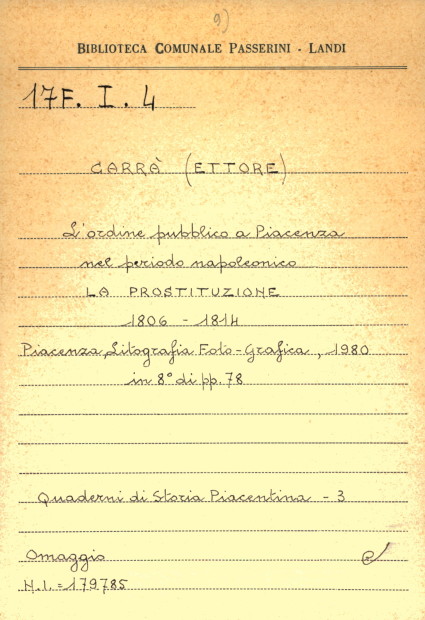 9)
BIBLIOTECA COMUNALE PASSERINI - LANDI
17F. I. 4
CARRÀ (ETTORE)
L'ordine pubblico a Piacenza
nel periodo napoleonico
LA PROSTITUZIONE
1806 - 1814
Piacenza, Litografia Foto-Grafica, 1980
in 8° di pp. 78
Quaderni di Storia Piacentina - 3
Omaggio
N.I. = 179785